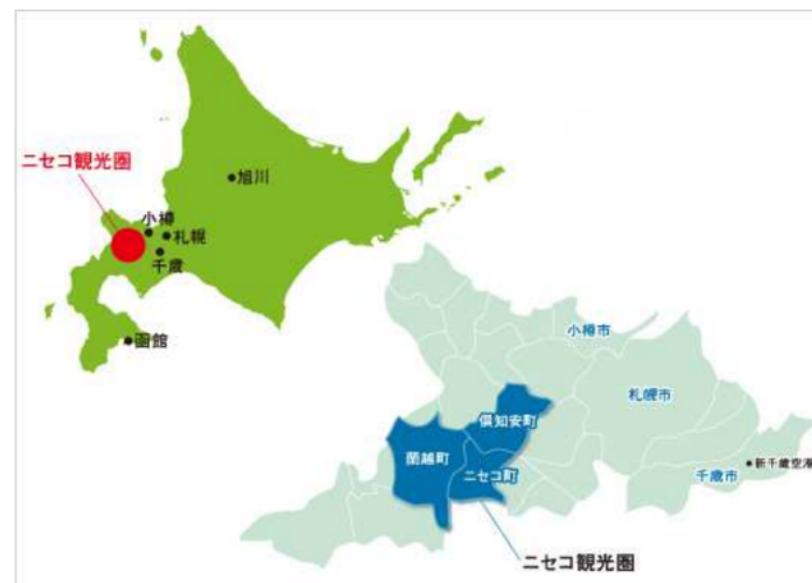 ニセコ観光圏
旭川
小樽
札幌
千歳
函館
小樽市
札幌市
倶知安町
蘭越町
ニセコ町
新千歳空港
千歳市
ニセコ観光圏